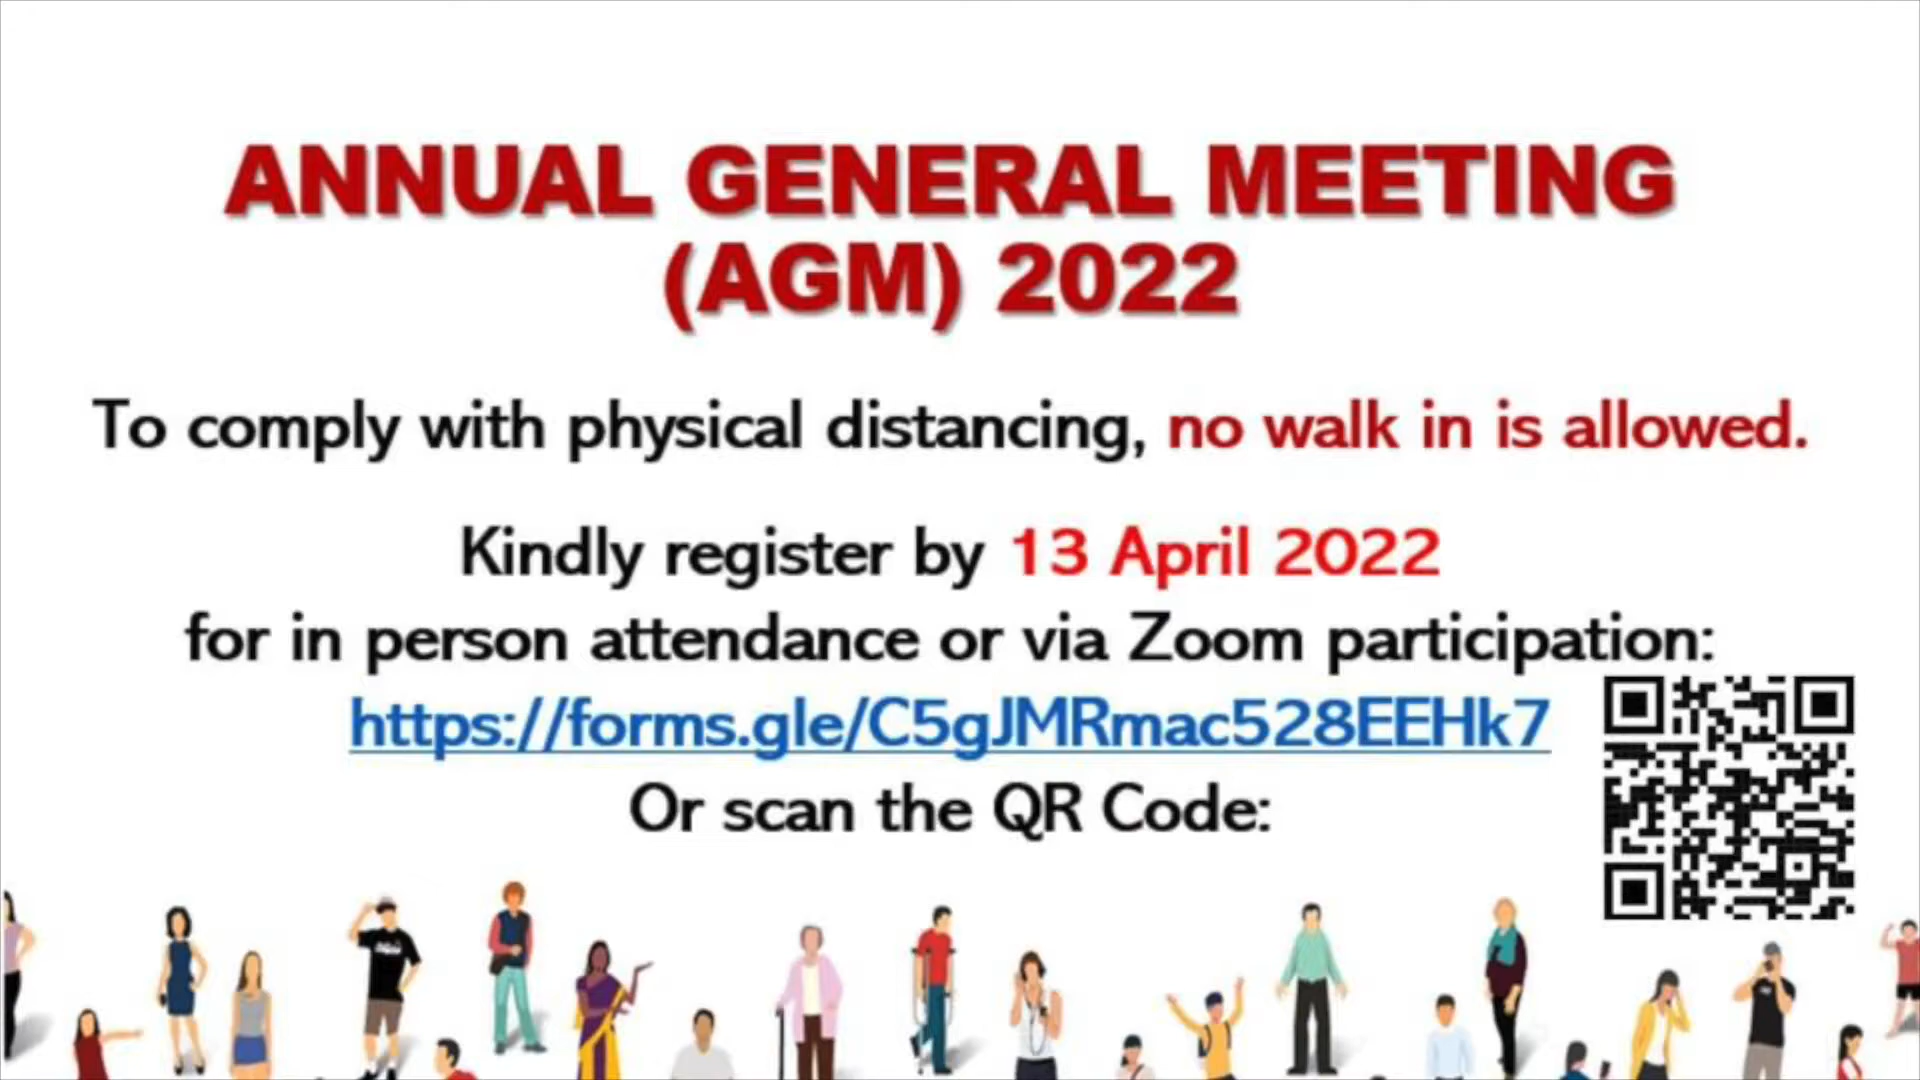 ANNUAL GENERAL MEETING
(AGM) 2022
To comply with physical distancing, no walk in is allowed.
Kindly register by 13 April 2022
for in person attendance or via Zoom participation:
https://forms.gle/C5gJMRmac528EEHk7
Or scan the QR Code: